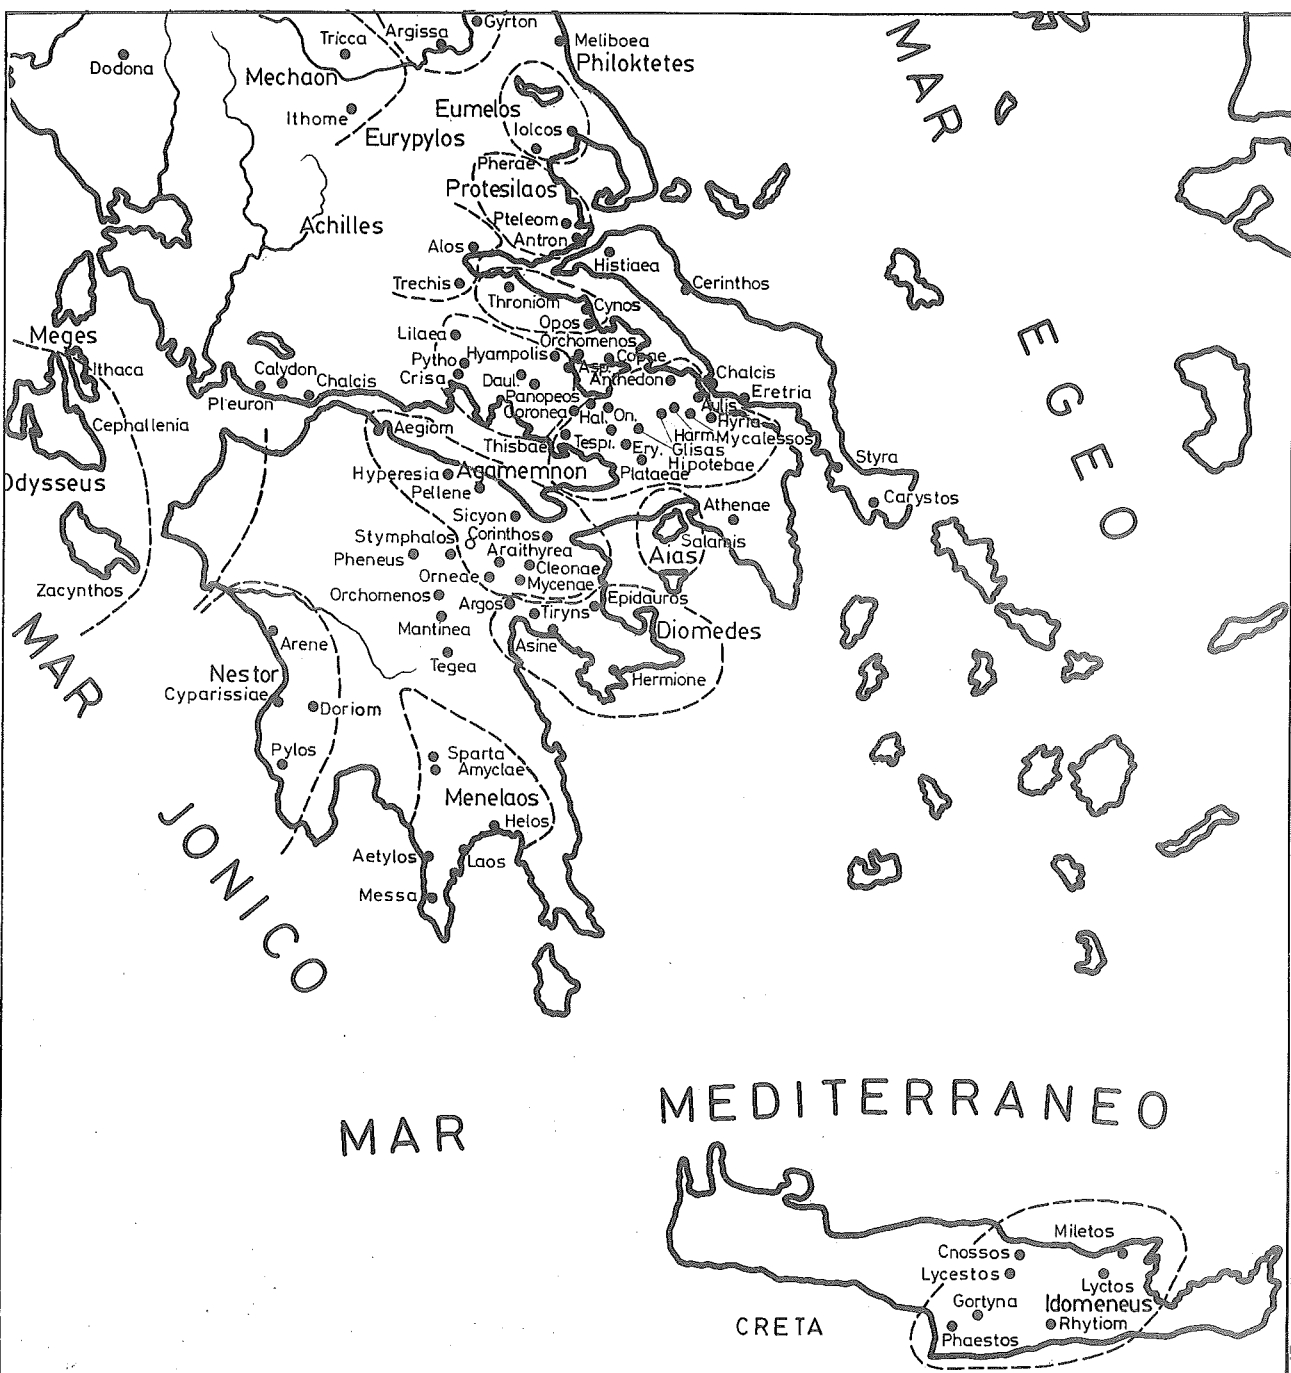 Gyrton
Argissa
Tricca
Meliboea
Philoktetes
Dodona
Mechaon
MAR
Eumelos
Ithome
Iolcos
Eurypylos
Pherae
Protesilaos
Pteleom
Achilles
Antron
Alos
Histiaea
Trechis
Throniom
Cerinthos
Cynos
Opos
Lilaea
Meges
Orchomenos
Pytho
Hyampolis
Copae
Ithaca
Calydon
Asp.
Crisa
Daul.
Anthedon
Chalcis
Chalcis
Pleuron
Panopeos
Eretria
EGEO
Aulis
Coronea
Hal.
On.
Hyria
Cephallenia
Aegiom
Harm.
Mycalessos
Thisbae
Tespi.
Ery.
Glisas
Hipotebae
Styra
Hyperesia
Agamemnon
Plataeae
Odysseus
Pellene
Carystos
Athenae
Sicyon
Stymphalos
Corinthos
Salamis
Pheneus
Araithyrea
Aias
Cleonae
Orneae
Mycenae
Zacynthos
Orchomenos
Argos
Tiryns
Epidauros
Mantinea
Diomedes
Arene
Asine
MAR
Tegea
Nestor
Hermione
Cyparissiae
Doriom
Pylos
Sparta
Amyclae
Menelaos
JONICO
Helos
Aetylos
Laos
Messa
MEDITERRANEO
MAR
Miletos
Cnossos
Lycestos
Lyctos
Gortyna
Idomeneus
CRETA
Rhytiom
Phaestos